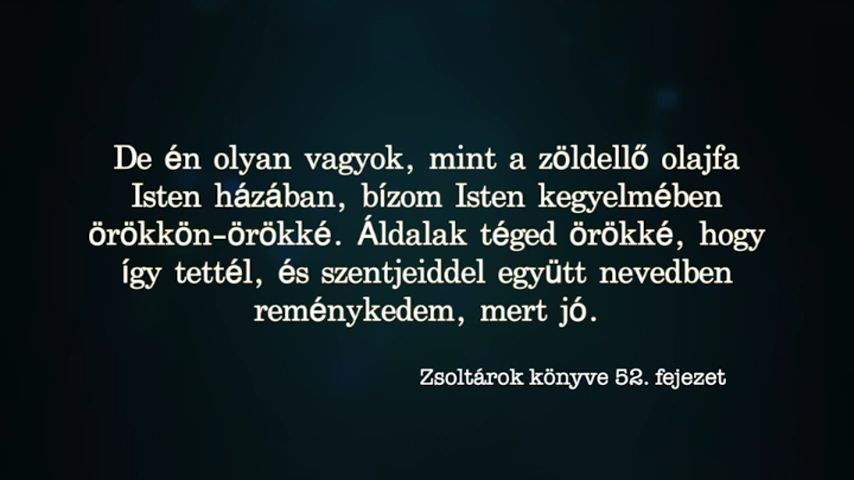 De én olyan vagyok, mint a zöldellő olajfa
Isten házában, bízom Isten kegyelmében
örökkön-örökké. Áldalak téged örökké, hogy
így tettél, és szentjeiddel együtt nevedben
reménykedem, mert jó.
Zsoltárok könyve 52. fejezet